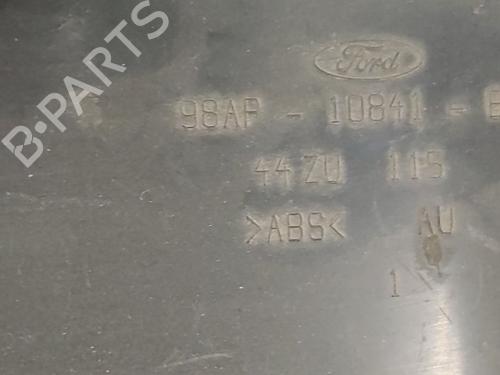 B-PARTS
Ford
98AP - 10841 -
44ZU 115
>ABS< AU
1